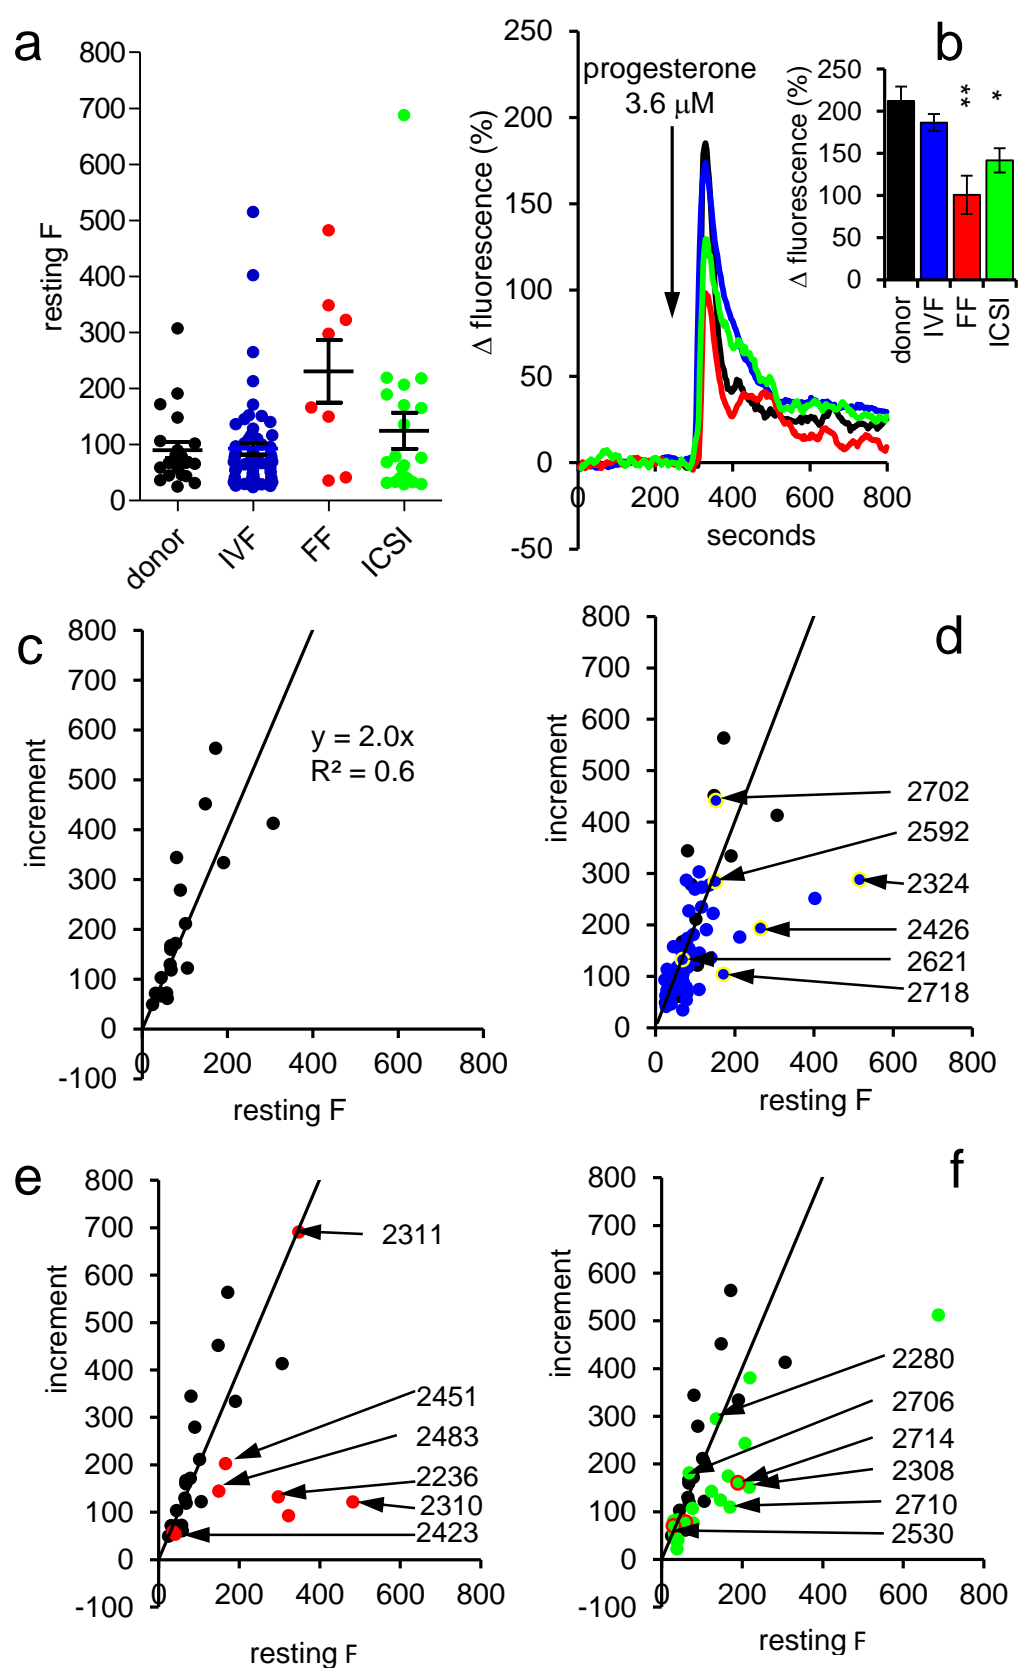 a
800
700
600
500
400
300
200
100
0
resting F
donor
IVF
FF
ICSI
b
250
200
150
100
50
0
-50
Δ fluorescence (%)
progesterone
3.6 µM
0 200 400 600 800
seconds
250
200
150
100
50
0
Δ fluorescence (%)
**
*
donor
IVF
FF
ICSI
c
800
700
600
500
400
300
200
100
0
-100
increment
y = 2.0x
R² = 0.6
0 200 400 600 800
resting F
d
800
700
600
500
400
300
200
100
0
increment
2702
2592
2324
2426
2621
2718
0 200 400 600 800
resting F
e
800
700
600
500
400
300
200
100
0
-100
increment
2311
2451
2483
2236
2310
2423
0 200 400 600 800
resting F
f
800
700
600
500
400
300
200
100
0
-100
increment
2280
2706
2714
2308
2710
2530
0 200 400 600 800
resting F